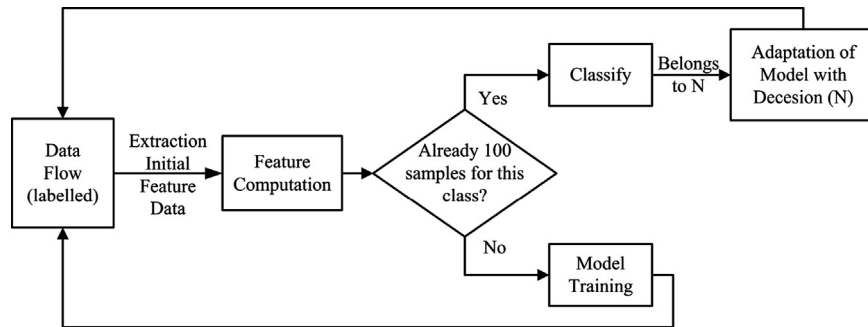 Data
Flow
(labelled)
Extraction
Initial
Feature
Data
Feature
Computation
Already 100
samples for this
class?
Yes
Classify
Belongs
to N
Adaptation of
Model with
Decesion (N)
No
Model
Training